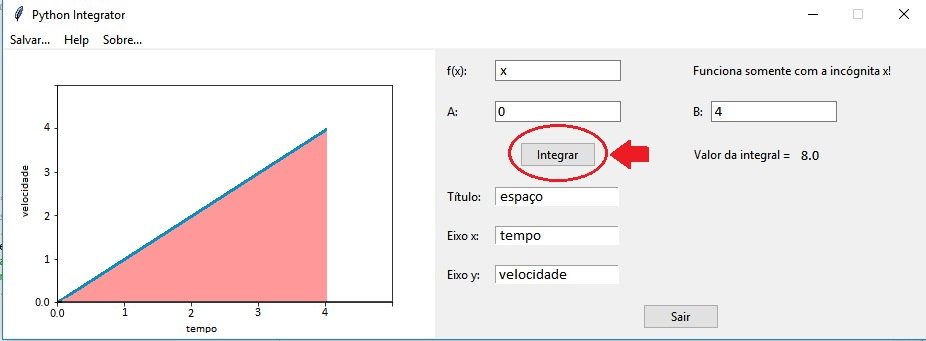 Python Integrator
Salvar... Help Sobre...
f(x): x Funciona somente com a incógnita x!
A: 0 B: 4
Integrar Valor da integral = 8.0
Título: espaço
Eixo x: tempo
Eixo y: velocidade
Sair
velocidade
4
3
2
1
0.0
0.0 1 2 3 4
tempo